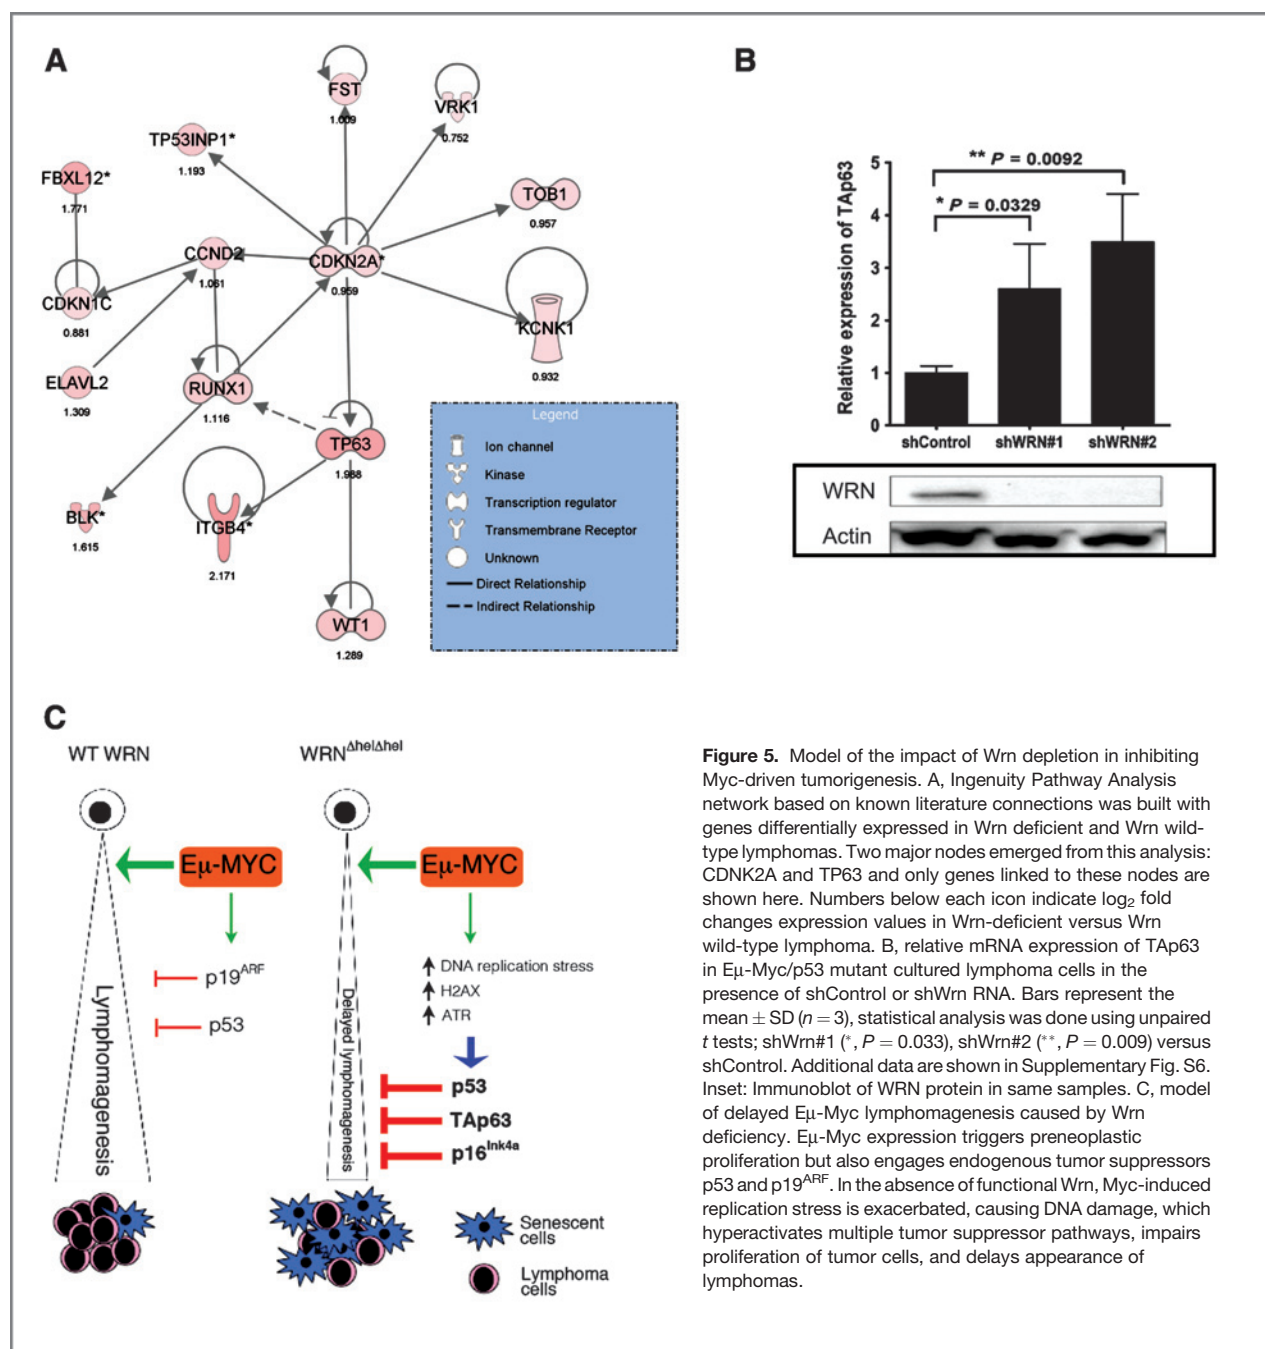 A
FST
1.009
VRK1
0.752
TP53INP1*
1.193
FBXL12*
1.771
TOB1
0.957
CCND2
1.061
CDKN2A*
0.959
CDKN1C
0.881
KCNK1
0.932
ELAVL2
1.309
RUNX1
1.116
TP63
1.988
BLK*
1.615
ITGB4*
2.171
WT1
1.289
Legend
Ion channel
Kinase
Transcription regulator
Transmembrane Receptor
Unknown
Direct Relationship
Indirect Relationship
B
Relative expression of TAp63
5
4
3
2
1
0
** P = 0.0092
* P = 0.0329
shControl shWRN#1 shWRN#2
WRN
Actin
C
WT WRN
WRNΔhelΔhel
Eμ-MYC
Eμ-MYC
p19ARF
p53
Lymphomagenesis
DNA replication stress
H2AX
ATR
Delayed lymphomagenesis
p53
TAp63
p16Ink4a
Senescent
cells
Lymphoma
cells
Figure 5. Model of the impact of Wrn depletion in inhibiting
Myc-driven tumorigenesis. A, Ingenuity Pathway Analysis
network based on known literature connections was built with
genes differentially expressed in Wrn deficient and Wrn wild-
type lymphomas. Two major nodes emerged from this analysis:
CDNK2A and TP63 and only genes linked to these nodes are
shown here. Numbers below each icon indicate log2 fold
changes expression values in Wrn-deficient versus Wrn
wild-type lymphoma. B, relative mRNA expression of TAp63
in Eμ-Myc/p53 mutant cultured lymphoma cells in the
presence of shControl or shWrn RNA. Bars represent the
mean ± SD (n = 3), statistical analysis was done using unpaired
t tests; shWrn#1 (*, P = 0.033), shWrn#2 (**, P = 0.009) versus
shControl. Additional data are shown in Supplementary Fig. S6.
Inset: Immunoblot of WRN protein in same samples. C, model
of delayed Eμ-Myc lymphomagenesis caused by Wrn
deficiency. Eμ-Myc expression triggers preneoplastic
proliferation but also engages endogenous tumor suppressors
p53 and p19ARF. In the absence of functional Wrn, Myc-induced
replication stress is exacerbated, causing DNA damage, which
hyperactivates multiple tumor suppressor pathways, impairs
proliferation of tumor cells, and delays appearance of
lymphomas.